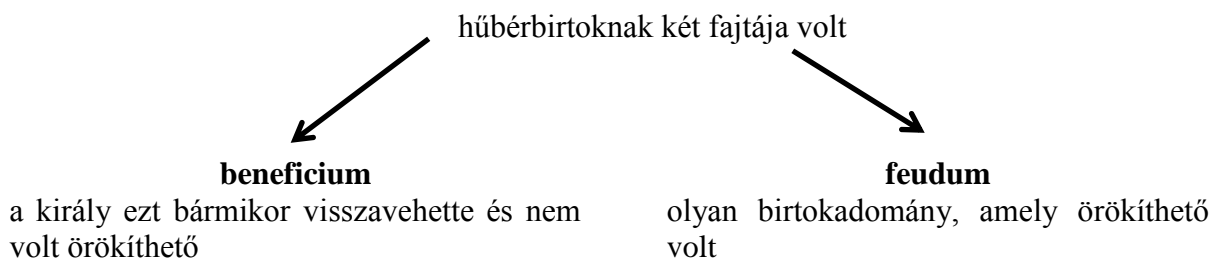 hűbérbirtoknak két fajtája volt
beneficium
a király ezt bármikor visszavehette és nem
volt örökíthető
feudum
olyan birtokadomány, amely örökíthető
volt